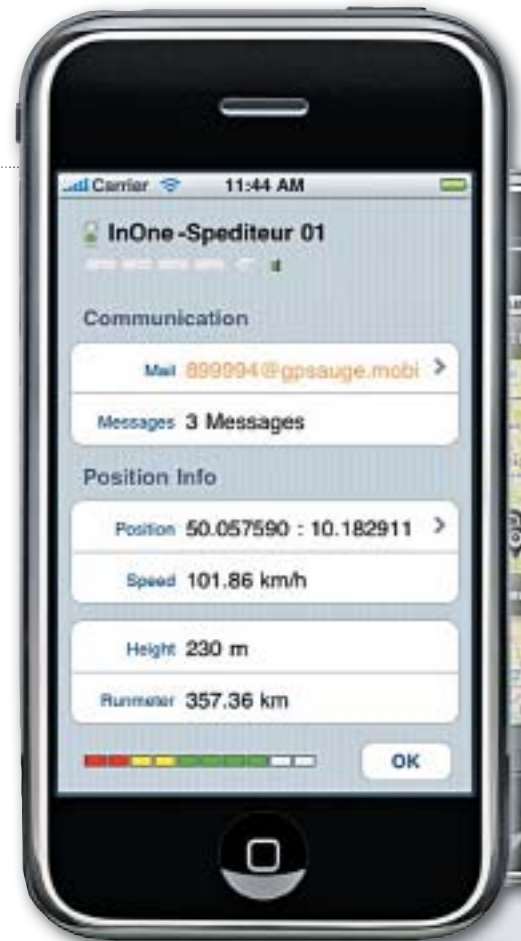 Carrier 11:44 AM
InOne-Spediteur 01
Communication
Mail 899994@gpsauge.mobi
Messages 3 Messages
Position Info
Position 50.057590 : 10.182911
Speed 101.86 km/h
Height 230 m
Runmeter 357.36 km
OK